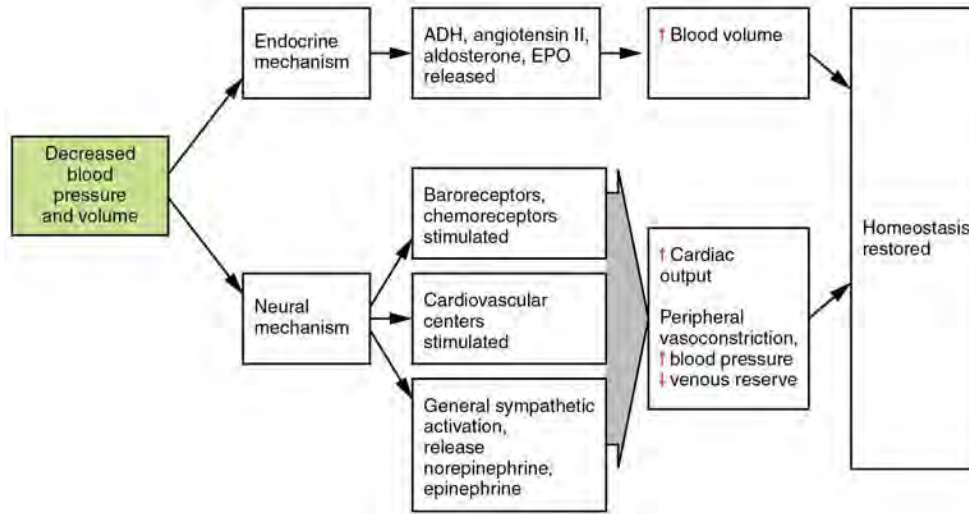 Decreased
blood
pressure
and volume
Endocrine
mechanism
ADH, angiotensin II,
aldosterone, EPO
released
↑ Blood volume
Neural
mechanism
Baroreceptors,
chemoreceptors
stimulated
Cardiovascular
centers
stimulated
General sympathetic
activation,
release
norepinephrine,
epinephrine
↑ Cardiac
output
Peripheral
vasoconstriction,
↑ blood pressure
↓ venous reserve
Homeostasis
restored